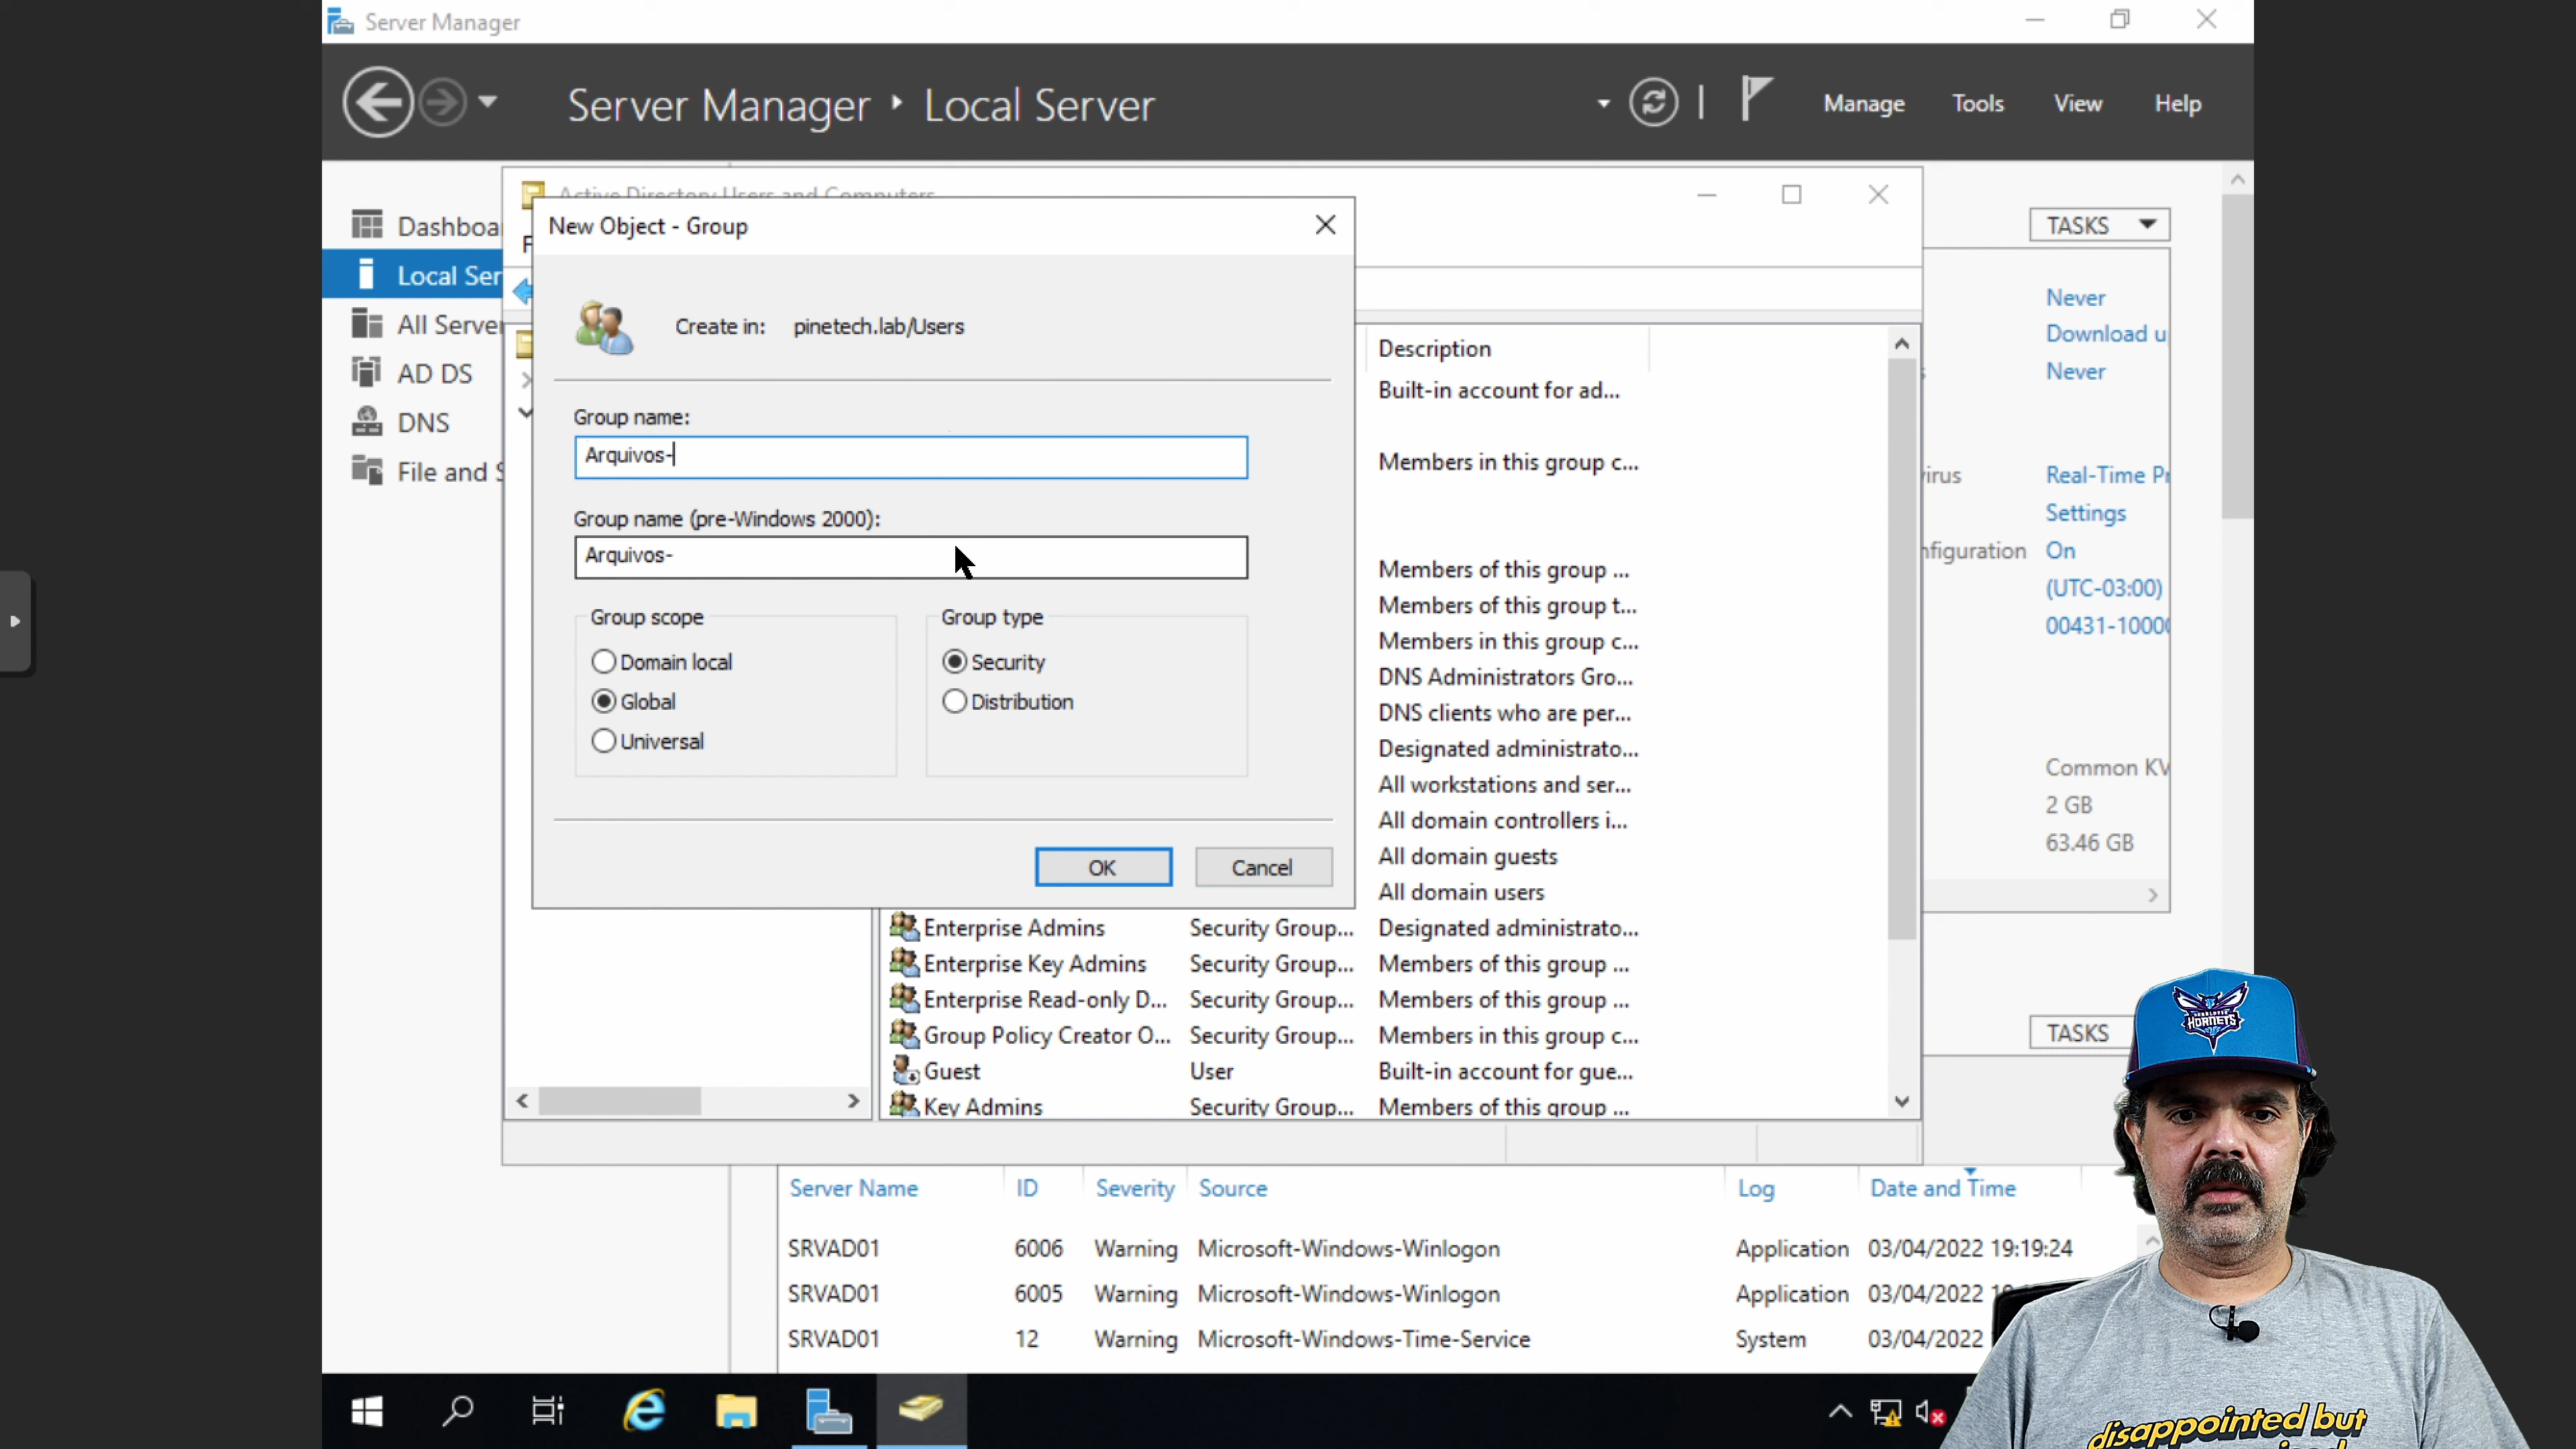 Server Manager
Server Manager ‣ Local Server
Manage Tools View Help
Dashboa
Local Ser
All Server
AD DS
DNS
File and S
Active Directory Users and Computers
F
New Object - Group
Create in: pinetech.lab/Users
Group name:
Arquivos-
Group name (pre-Windows 2000):
Arquivos-
Group scope
Domain local
Global
Universal
Group type
Security
Distribution
OK Cancel
Description
Built-in account for ad...
Members in this group c...
Members of this group ...
Members of this group t...
Members in this group c...
DNS Administrators Gro...
DNS clients who are per...
Designated administrato...
All workstations and ser...
All domain controllers i...
All domain guests
All domain users
Enterprise Admins Security Group... Designated administrato...
Enterprise Key Admins Security Group... Members of this group ...
Enterprise Read-only D... Security Group... Members of this group ...
Group Policy Creator O... Security Group... Members in this group c...
Guest User Built-in account for gue...
Key Admins Security Group... Members of this group ...
TASKS
Never
Download u
Never
virus Real-Time Pr
Settings
nfiguration On
(UTC-03:00)
00431-1000
Common KV
2 GB
63.46 GB
TASKS
Server Name ID Severity Source Log Date and Time
SRVAD01 6006 Warning Microsoft-Windows-Winlogon Application 03/04/2022 19:19:24
SRVAD01 6005 Warning Microsoft-Windows-Winlogon Application 03/04/2022
SRVAD01 12 Warning Microsoft-Windows-Time-Service System 03/04/2022
CHARLOTTE
HORNETS
disappointed but